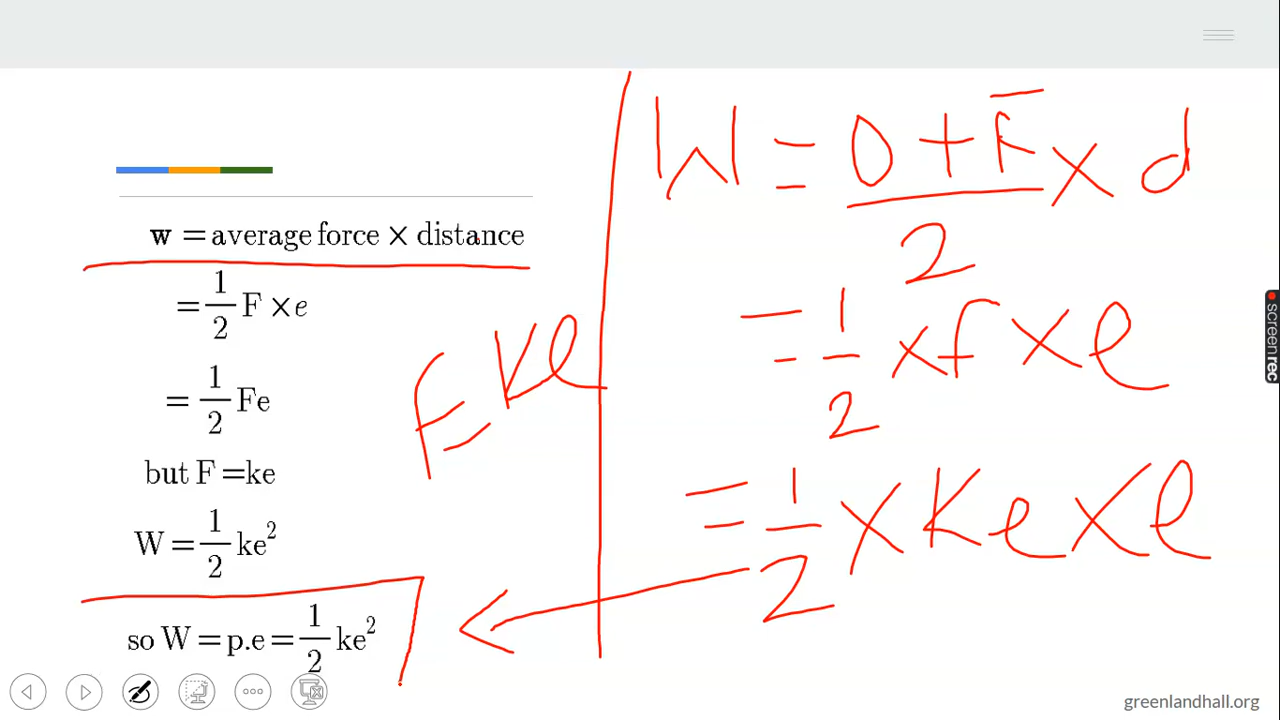 w = average force × distance
= 1/2 F × e
= 1/2 Fe
but F = ke
W = 1/2 ke²
so W = p.e = 1/2 ke²
F = ke
W = 0 + F / 2 × d
= 1/2 × f × e
= 1/2 × Ke × e
screenrec
greenlandhall.org